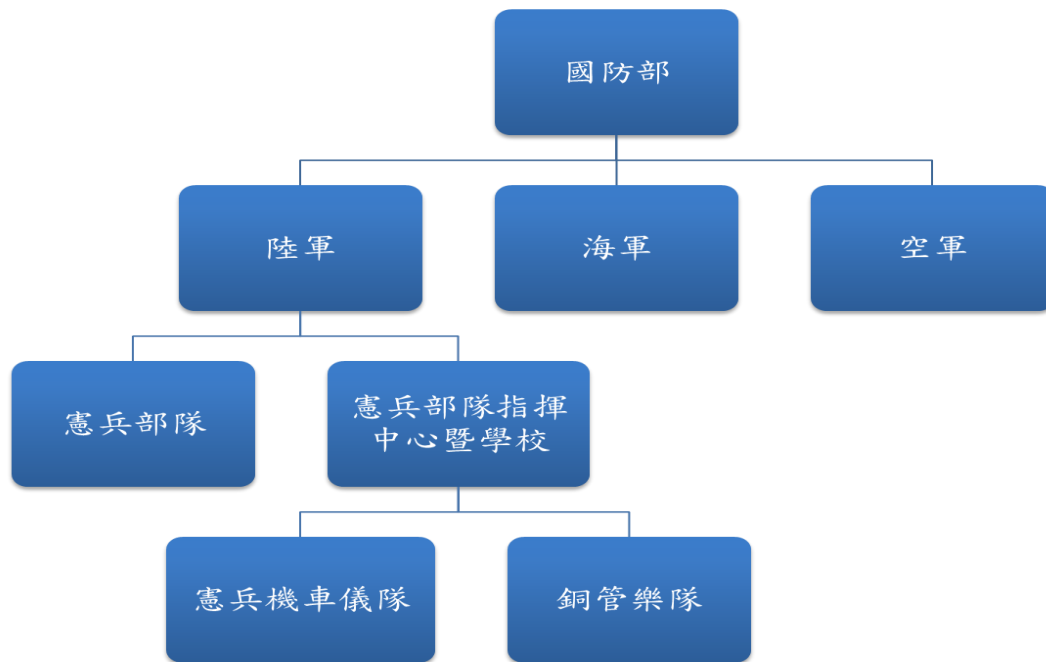 國防部
陸軍
海軍
空軍
憲兵部隊
憲兵部隊指揮
中心暨學校
憲兵機車儀隊
銅管樂隊